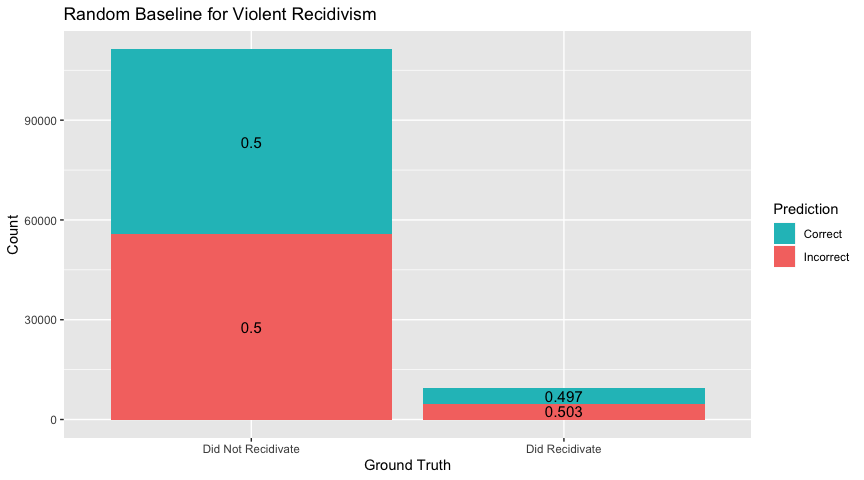 Random Baseline for Violent Recidivism
90000
60000
30000
0
Count
0.5
0.5
0.497
0.503
Did Not Recidivate
Did Recidivate
Ground Truth
Prediction
Correct
Incorrect